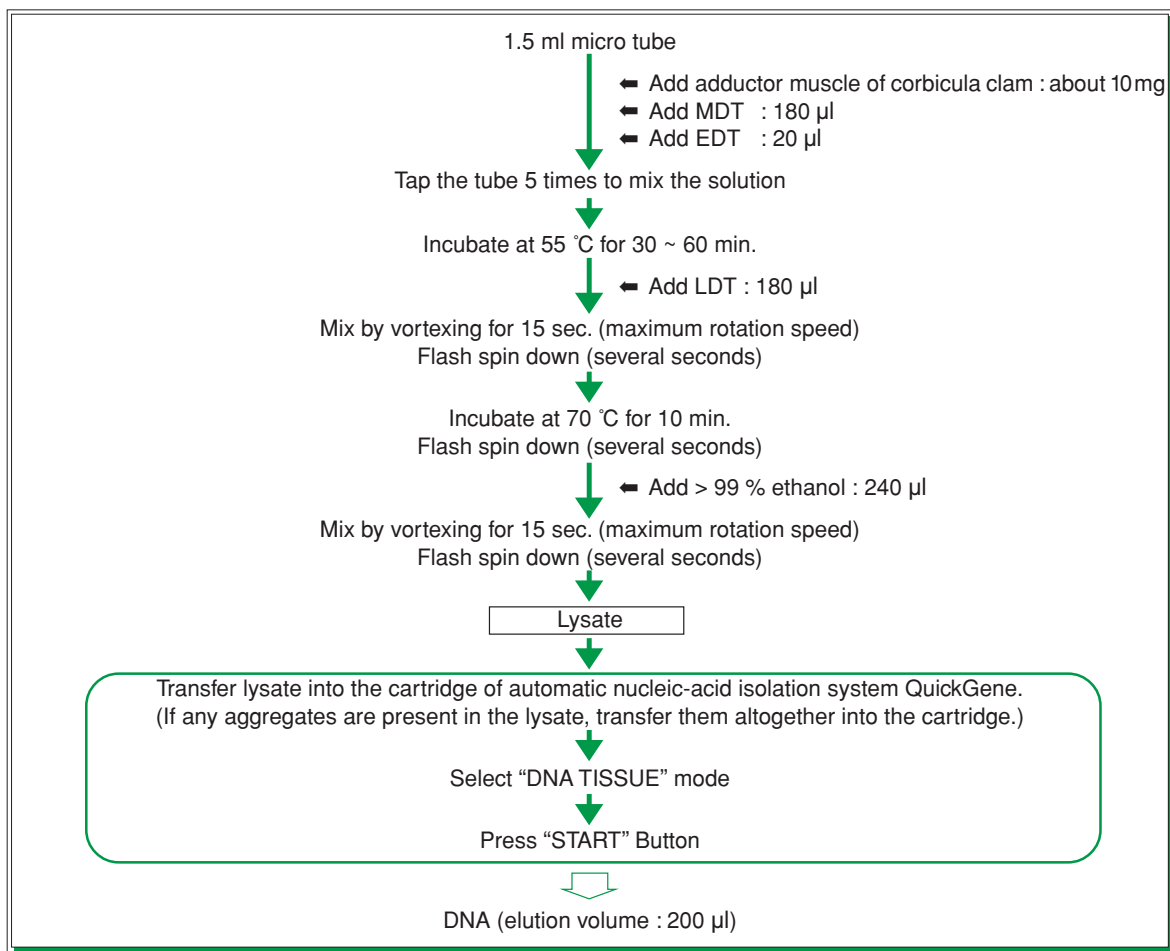 1.5 ml micro tube
⬅ Add adductor muscle of corbicula clam : about 10 mg
⬅ Add MDT : 180 µl
⬅ Add EDT : 20 µl
Tap the tube 5 times to mix the solution
Incubate at 55 ℃ for 30 ~ 60 min.
⬅ Add LDT : 180 µl
Mix by vortexing for 15 sec. (maximum rotation speed)
Flash spin down (several seconds)
Incubate at 70 ℃ for 10 min.
Flash spin down (several seconds)
⬅ Add > 99 % ethanol : 240 µl
Mix by vortexing for 15 sec. (maximum rotation speed)
Flash spin down (several seconds)
Lysate
Transfer lysate into the cartridge of automatic nucleic-acid isolation system QuickGene.
(If any aggregates are present in the lysate, transfer them altogether into the cartridge.)
Select “DNA TISSUE” mode
Press “START” Button
DNA (elution volume : 200 µl)